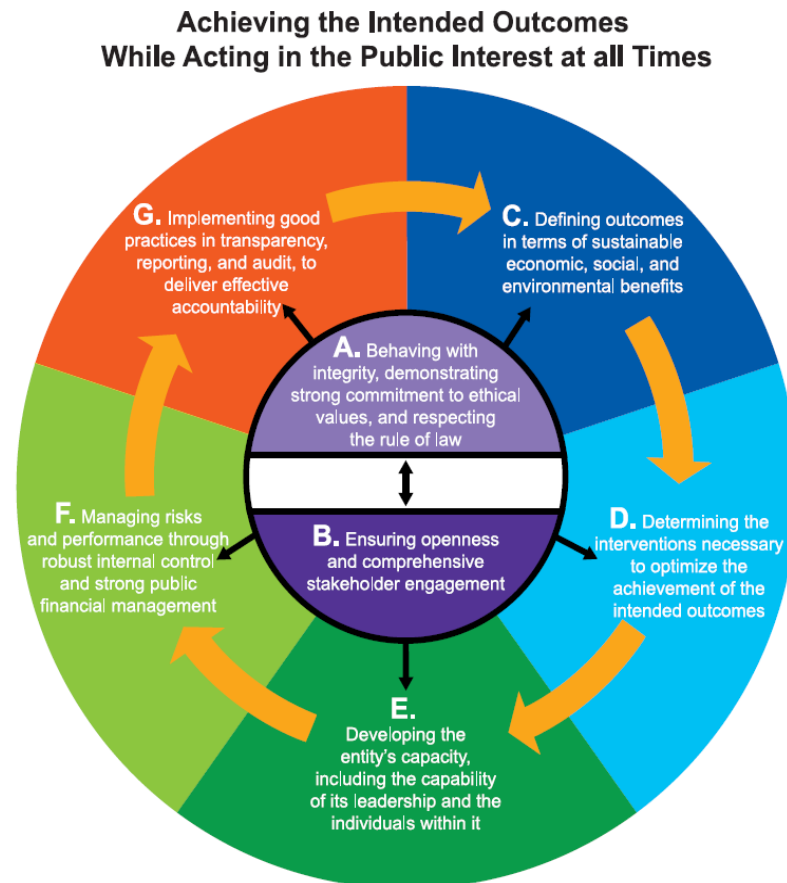 Achieving the Intended Outcomes
While Acting in the Public Interest at all Times
G. Implementing good
practices in transparency,
reporting, and audit, to
deliver effective
accountability
C. Defining outcomes
in terms of sustainable
economic, social, and
environmental benefits
A. Behaving with
integrity, demonstrating
strong commitment to ethical
values, and respecting
the rule of law
B. Ensuring openness
and comprehensive
stakeholder engagement
F. Managing risks
and performance through
robust internal control
and strong public
financial management
D. Determining the
interventions necessary
to optimize the
achievement of the
intended outcomes
E.
Developing the
entity's capacity,
including the capability
of its leadership and the
individuals within it